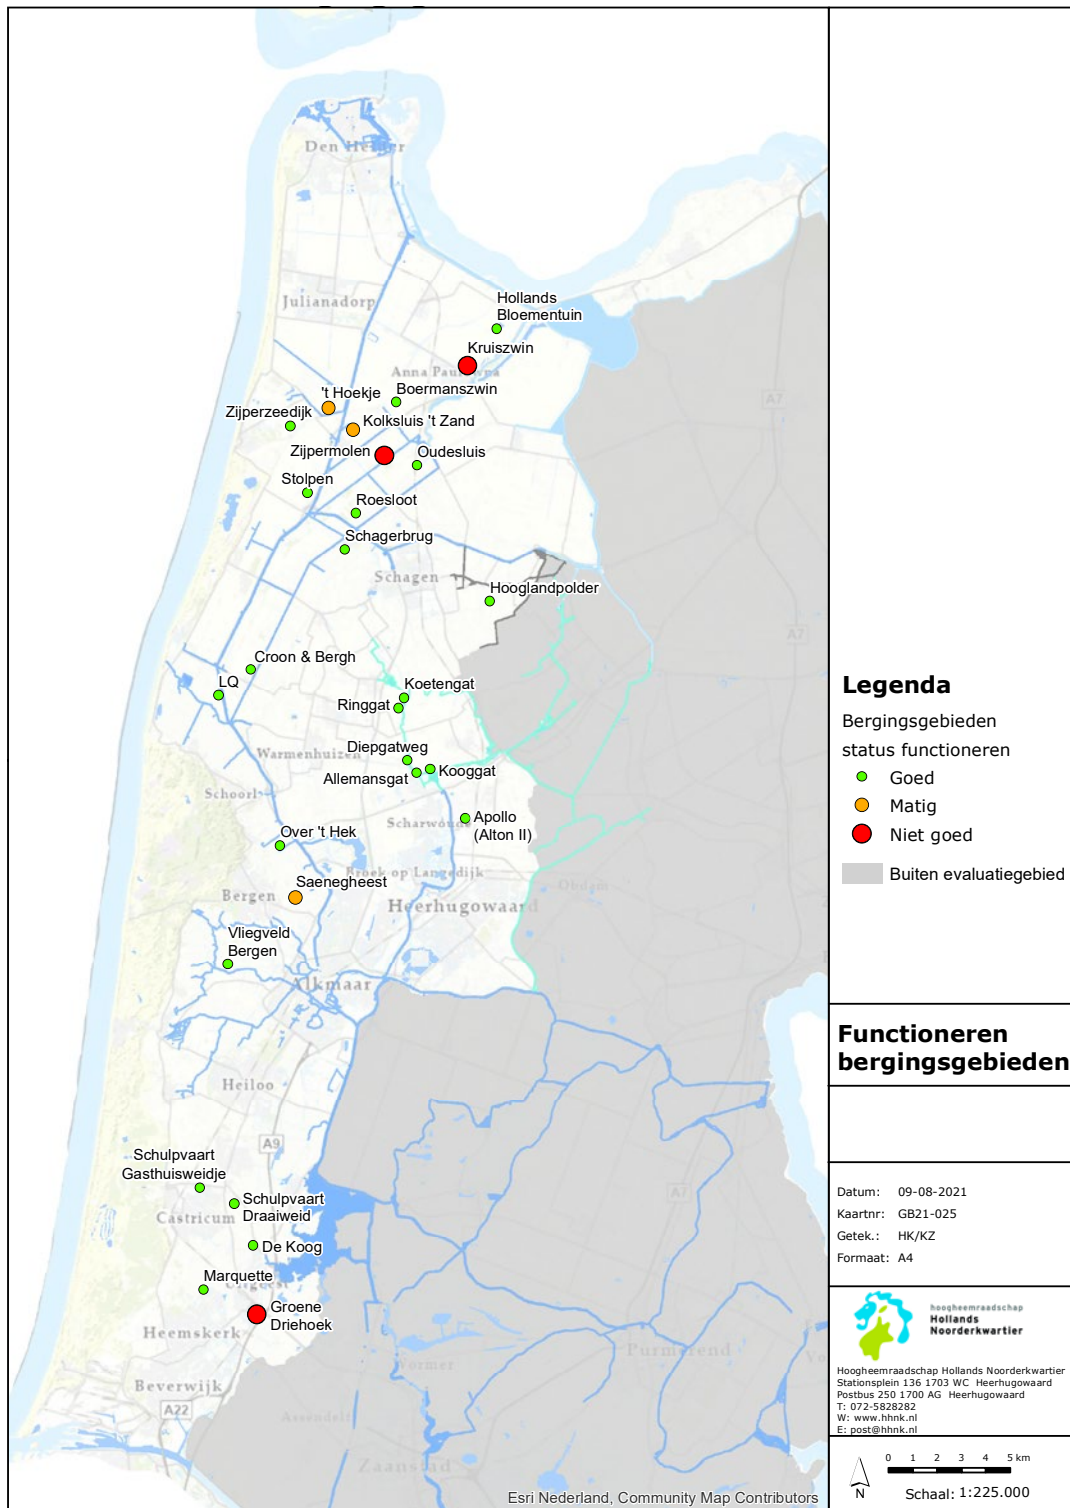 Den Helder
Julianadorp
Hollands
Bloementuin
Kruiszwin
Anna Paulowna
't Hoekje
Boermanszwin
Zijperzeedijk
Kolksluis 't Zand
Zijpermolen
Oudesluis
Stolpen
Roesloot
Schagerbrug
Schagen
Hooglandpolder
A7
A7
Croon & Bergh
LQ
Koetengat
Ringgat
Warmenhuizen
Diepgatweg
Allemansgat
Kooggat
Schoorl
Scharwoude
Apollo
(Alton II)
Over 't Hek
Broek op Langedijk
Saenegheest
Bergen
Heerhugowaard
Obdam
Vliegveld
Bergen
Alkmaar
Heiloo
A9
Schulpvaart
Gasthuisweidje
Schulpvaart
Draaiweid
Castricum
A7
De Koog
Marquette
Uitgeest
Groene
Driehoek
Heemskerk
Wormer
Purmerend
Beverwijk
A22
Assendelft
Zaanstad
Esri Nederland, Community Map Contributors
Legenda
Bergingsgebieden
status functioneren
Goed
Matig
Niet goed
Buiten evaluatiegebied
Functioneren
bergingsgebieden
Datum: 09-08-2021
Kaartnr: GB21-025
Getek.: HK/KZ
Formaat: A4
hoogheemraadschap
Hollands
Noorderkwartier
Hoogheemraadschap Hollands Noorderkwartier
Stationsplein 136 1703 WC Heerhugowaard
Postbus 250 1700 AG Heerhugowaard
T: 072-5828282
W: www.hhnk.nl
E: post@hhnk.nl
0 1 2 3 4 5 km
N
Schaal: 1:225.000